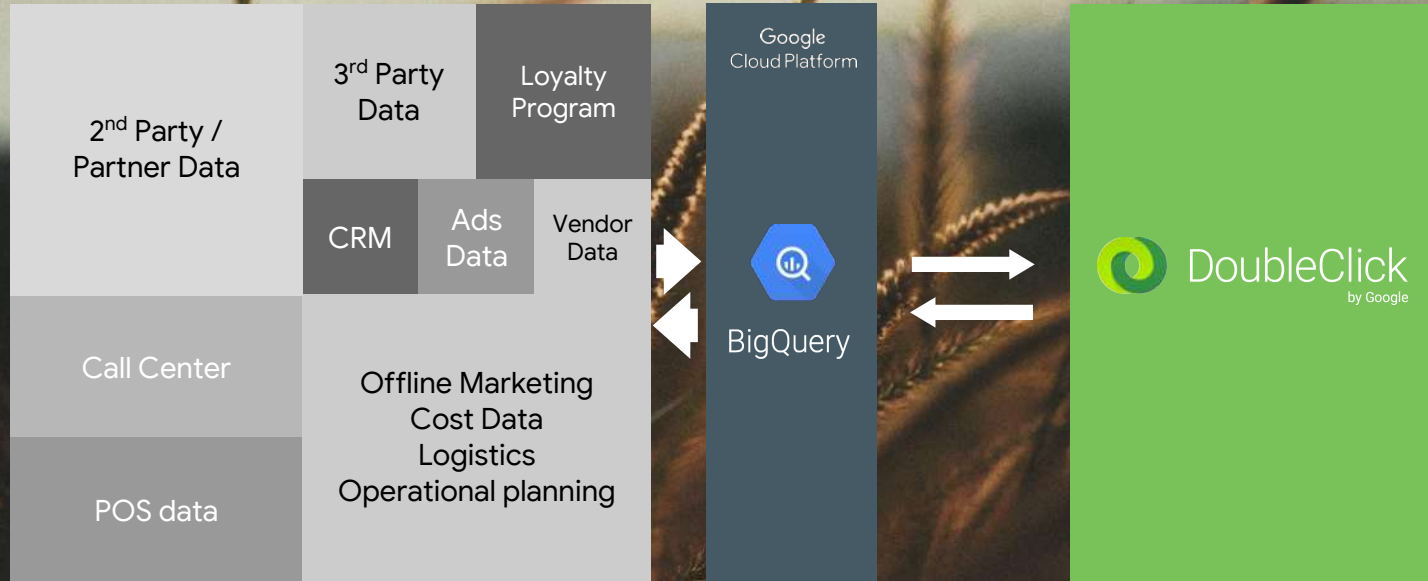 2nd Party /
Partner Data
3rd Party
Data
Loyalty
Program
CRM
Ads
Data
Vendor
Data
Call Center
POS data
Offline Marketing
Cost Data
Logistics
Operational planning
Google
Cloud Platform
BigQuery
DoubleClick
by Google